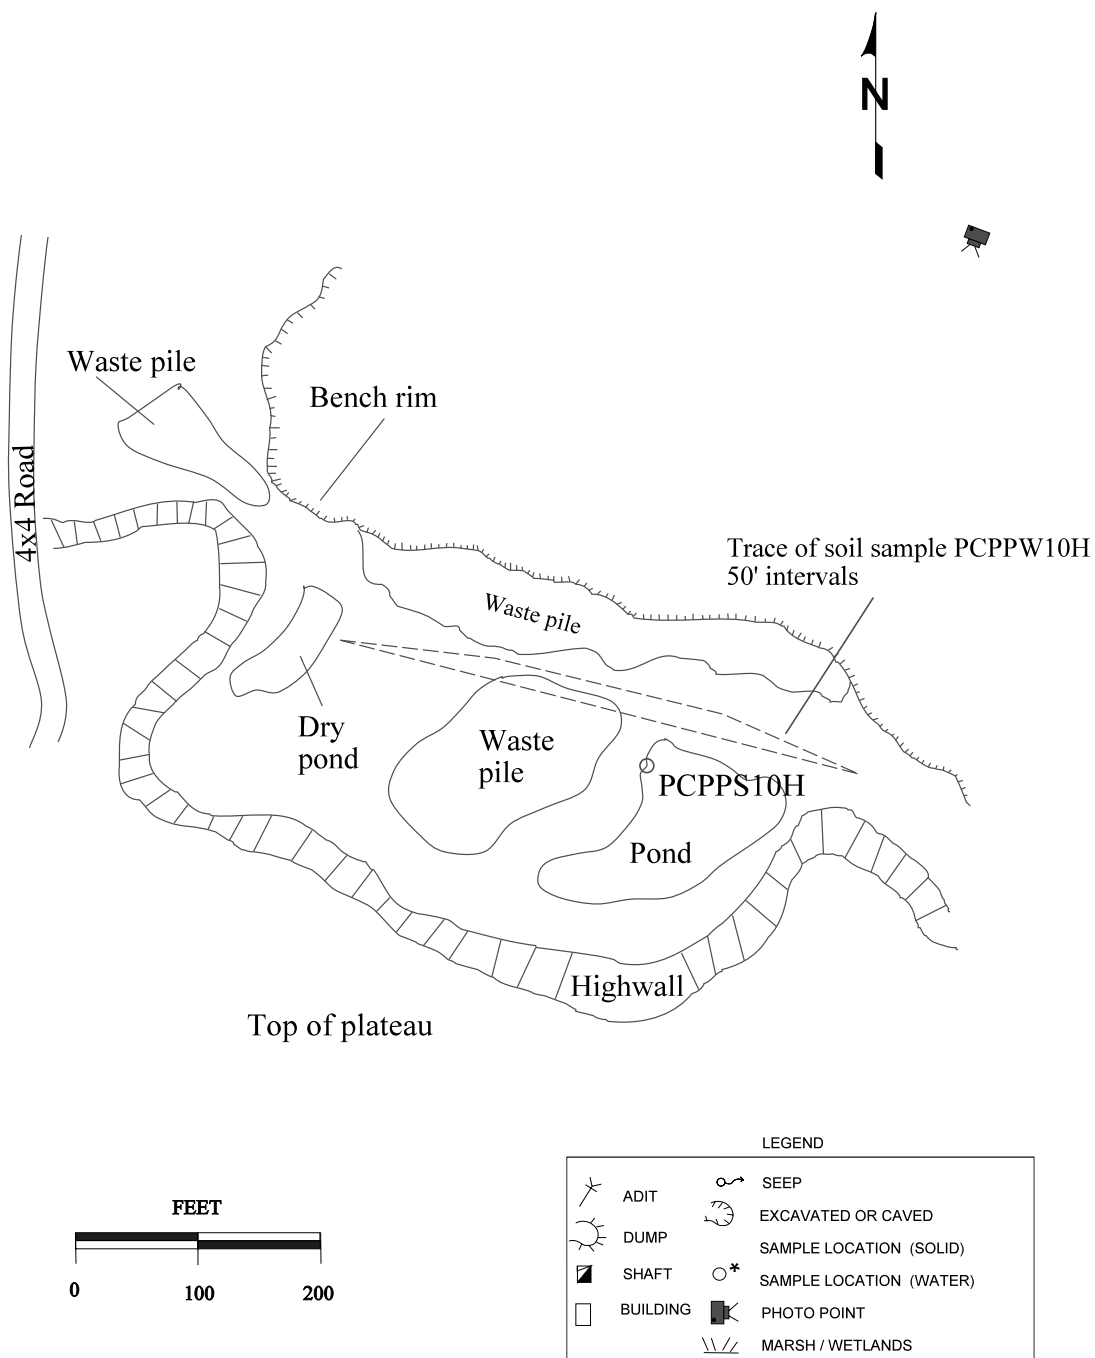 N
Waste pile
Bench rim
4x4 Road
Trace of soil sample PCPPW10H
50' intervals
Waste pile
Dry
pond
Waste
pile
PCPPS10H
Pond
Highwall
Top of plateau
FEET
0 100 200
LEGEND
ADIT
DUMP
SHAFT
BUILDING
SEEP
EXCAVATED OR CAVED
SAMPLE LOCATION (SOLID)
* SAMPLE LOCATION (WATER)
PHOTO POINT
MARSH / WETLANDS